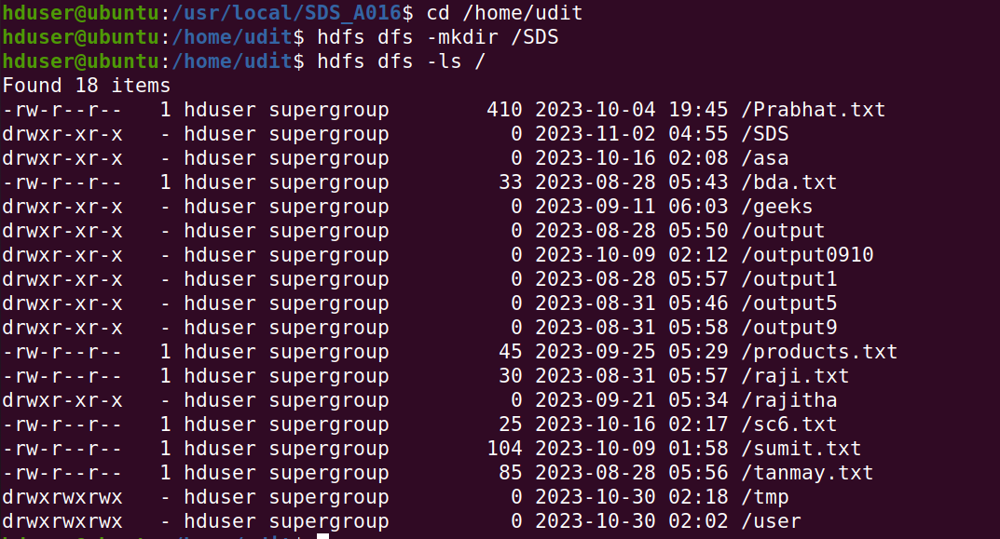 hduser@ubuntu:/usr/local/SDS_A016$ cd /home/udit
hduser@ubuntu:/home/udit$ hdfs dfs -mkdir /SDS
hduser@ubuntu:/home/udit$ hdfs dfs -ls /
Found 18 items
-rw-r--r--   1 hduser supergroup        410 2023-10-04 19:45 /Prabhat.txt
drwxr-xr-x   - hduser supergroup          0 2023-11-02 04:55 /SDS
drwxr-xr-x   - hduser supergroup          0 2023-10-16 02:08 /asa
-rw-r--r--   1 hduser supergroup         33 2023-08-28 05:43 /bda.txt
drwxr-xr-x   - hduser supergroup          0 2023-09-11 06:03 /geeks
drwxr-xr-x   - hduser supergroup          0 2023-08-28 05:50 /output
drwxr-xr-x   - hduser supergroup          0 2023-10-09 02:12 /output0910
drwxr-xr-x   - hduser supergroup          0 2023-08-28 05:57 /output1
drwxr-xr-x   - hduser supergroup          0 2023-08-31 05:46 /output5
drwxr-xr-x   - hduser supergroup          0 2023-08-31 05:58 /output9
-rw-r--r--   1 hduser supergroup         45 2023-09-25 05:29 /products.txt
-rw-r--r--   1 hduser supergroup         30 2023-08-31 05:57 /raji.txt
drwxr-xr-x   - hduser supergroup          0 2023-09-21 05:34 /rajitha
-rw-r--r--   1 hduser supergroup         25 2023-10-16 02:17 /sc6.txt
-rw-r--r--   1 hduser supergroup        104 2023-10-09 01:58 /sumit.txt
-rw-r--r--   1 hduser supergroup         85 2023-08-28 05:56 /tanmay.txt
drwxrwxrwx   - hduser supergroup          0 2023-10-30 02:18 /tmp
drwxrwxrwx   - hduser supergroup          0 2023-10-30 02:02 /user